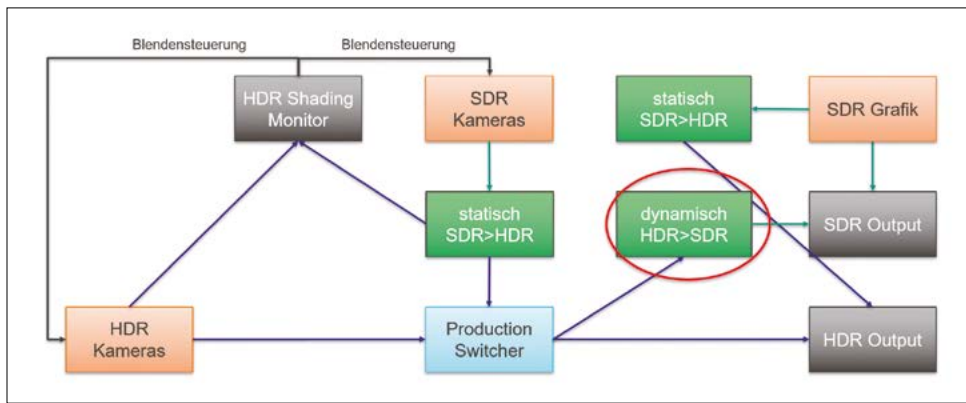 Blendensteuerung
Blendensteuerung
HDR Shading
Monitor
SDR
Kameras
statisch
SDR>HDR
SDR Grafik
statisch
SDR>HDR
dynamisch
HDR>SDR
SDR Output
HDR
Kameras
Production
Switcher
HDR Output